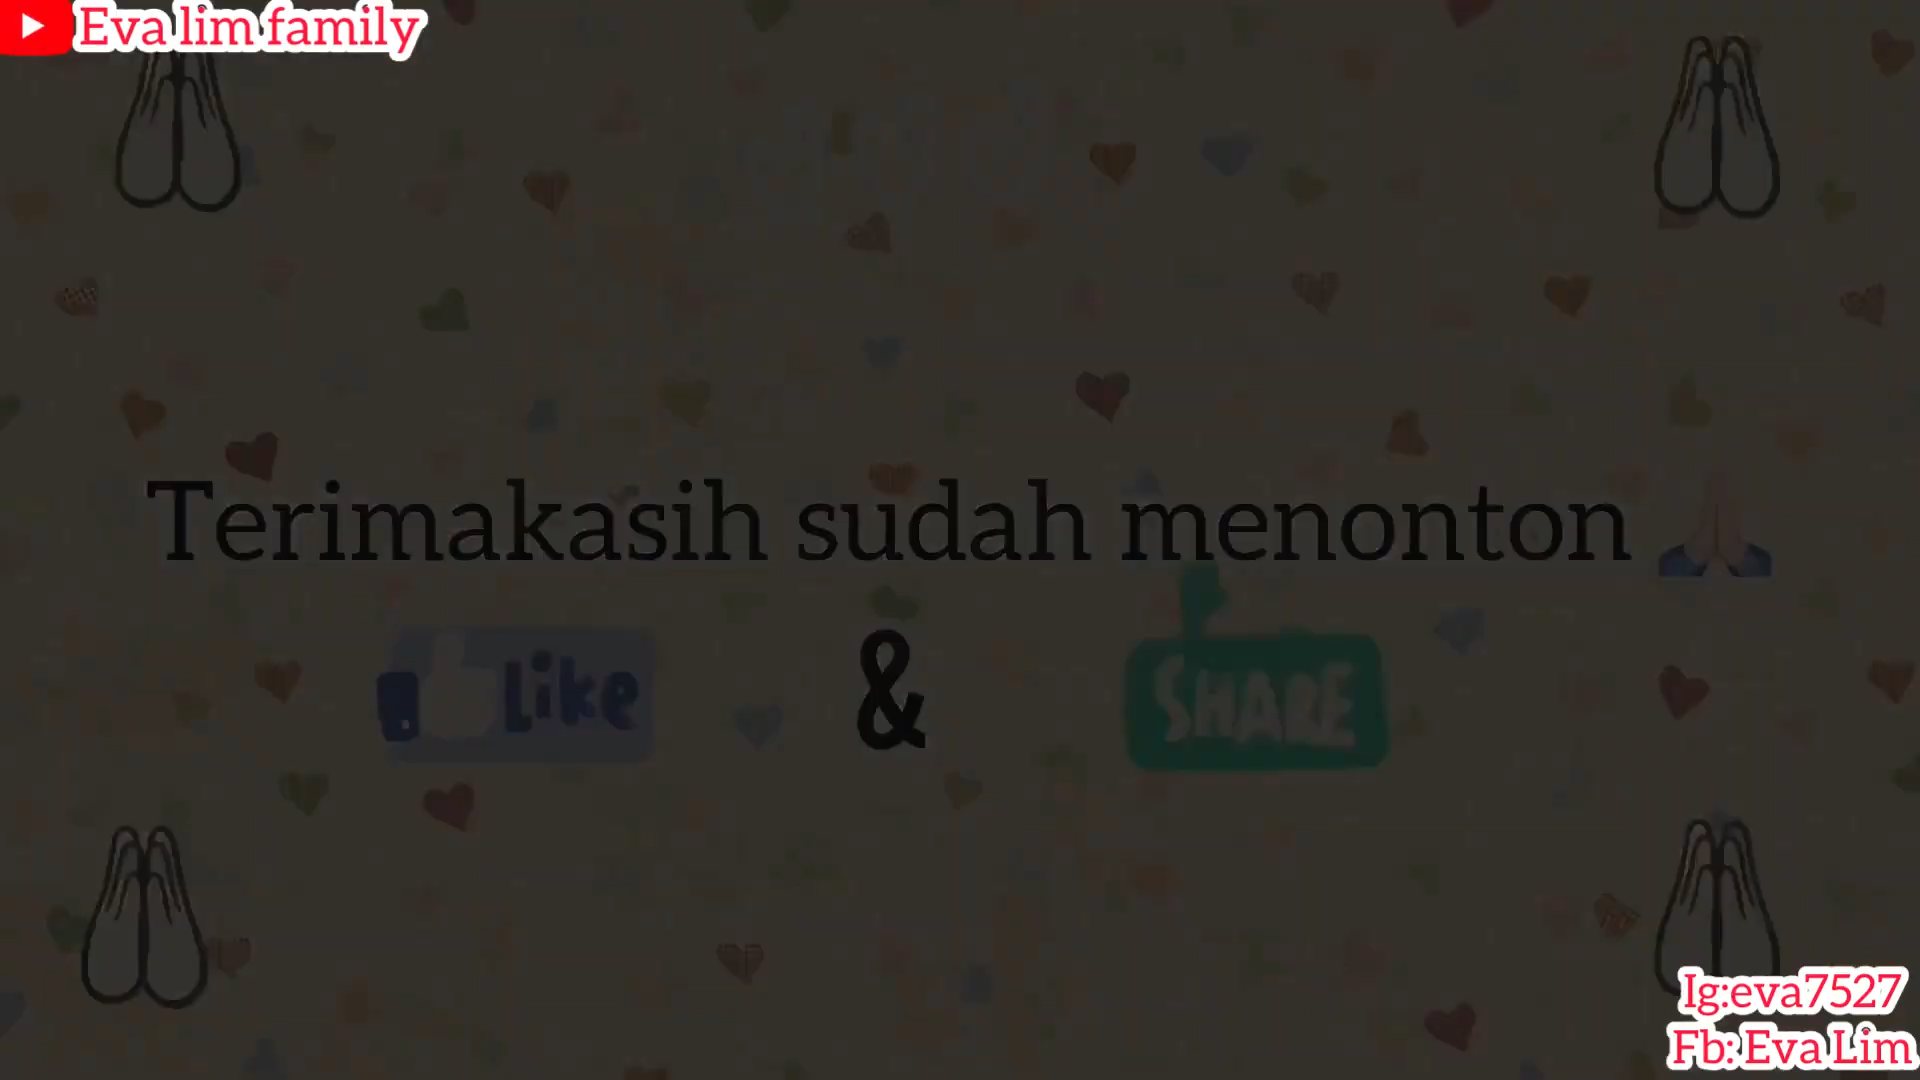 Eva lim family
Terimakasih sudah menonton
Like & SHARE
Ig:eva7527
Fb: Eva Lim